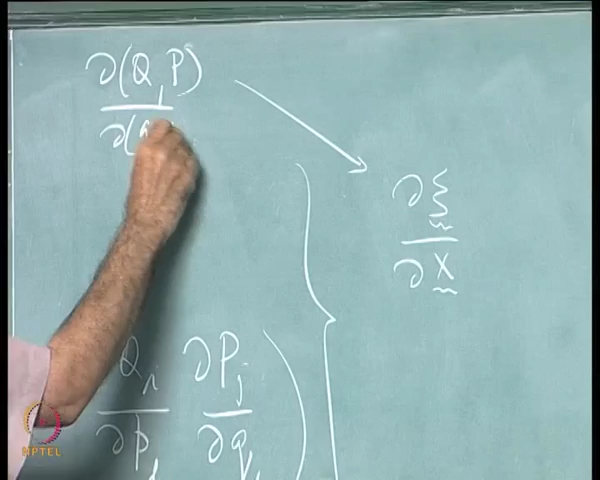 ∂(Q,P)
∂(q
∂ξ
∂X
Q_i ∂P_j
∂p ∂q
NPTEL